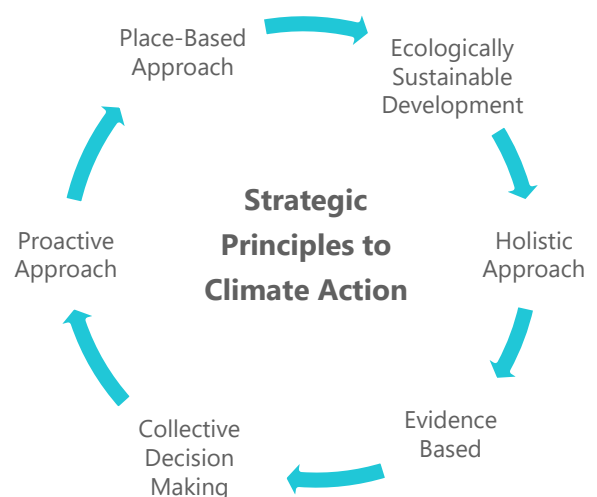 Place-Based
Approach
Ecologically
Sustainable
Development
Strategic
Principles to
Climate Action
Holistic
Approach
Evidence
Based
Collective
Decision
Making
Proactive
Approach